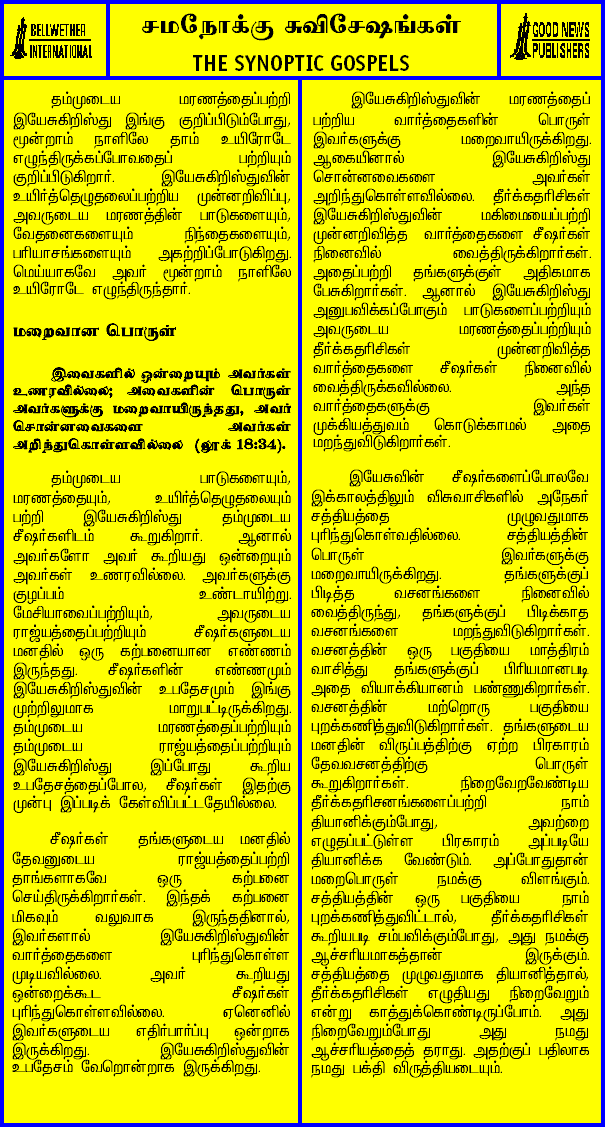 BELLWETHER
INTERNATIONAL
சமநோக்கு சுவிசேஷங்கள்
THE SYNOPTIC GOSPELS
GOOD NEWS
PUBLISHERS
தம்முடைய மரணத்தைப்பற்றி
இயேசுகிறிஸ்து இங்கு குறிப்பிடும்போது,
மூன்றாம் நாளிலே தாம் உயிரோடே
எழுந்திருக்கப்போவதைப் பற்றியும்
குறிப்பிடுகிறார். இயேசுகிறிஸ்துவின்
உயிர்த்தெழுதலைப்பற்றிய முன்னறிவிப்பு,
அவருடைய மரணத்தின் பாடுகளையும்,
வேதனைகளையும் நிந்தைகளையும்,
பரியாசங்களையும் அகற்றிப்போடுகிறது.
மெய்யாகவே அவர் மூன்றாம் நாளிலே
உயிரோடே எழுந்திருந்தார்.
மறைவான பொருள்
இவைகளில் ஒன்றையும் அவர்கள்
உணரவில்லை; அவைகளின் பொருள்
அவர்களுக்கு மறைவாயிருந்தது, அவர்
சொன்னவைகளை அவர்கள்
அறிந்துகொள்ளவில்லை (லூக் 18:34).
தம்முடைய பாடுகளையும்,
மரணத்தையும், உயிர்த்தெழுதலையும்
பற்றி இயேசுகிறிஸ்து தம்முடைய
சீஷர்களிடம் கூறுகிறார். ஆனால்
அவர்களோ அவர் கூறியது ஒன்றையும்
அவர்கள் உணரவில்லை. அவர்களுக்கு
குழப்பம் உண்டாயிற்று.
மேசியாவைப்பற்றியும், அவருடைய
ராஜ்யத்தைப்பற்றியும் சீஷர்களுடைய
மனதில் ஒரு கற்பனையான எண்ணம்
இருந்தது. சீஷர்களின் எண்ணமும்
இயேசுகிறிஸ்துவின் உபதேசமும் இங்கு
முற்றிலுமாக மாறுபட்டிருக்கிறது.
தம்முடைய மரணத்தைப்பற்றியும்
தம்முடைய ராஜ்யத்தைப்பற்றியும்
இயேசுகிறிஸ்து இப்போது கூறிய
உபதேசத்தைப்போல, சீஷர்கள் இதற்கு
முன்பு இப்படிக் கேள்விப்பட்டதேயில்லை.
சீஷர்கள் தங்களுடைய மனதில்
தேவனுடைய ராஜ்யத்தைப்பற்றி
தாங்களாகவே ஒரு கற்பனை
செய்திருக்கிறார்கள். இந்தக் கற்பனை
மிகவும் வலுவாக இருந்ததினால்,
இவர்களால் இயேசுகிறிஸ்துவின்
வார்த்தைகளை புரிந்துகொள்ள
முடியவில்லை. அவர் கூறியது
ஒன்றைக்கூட சீஷர்கள்
புரிந்துகொள்ளவில்லை. ஏனெனில்
இவர்களுடைய எதிர்பார்ப்பு ஒன்றாக
இருக்கிறது. இயேசுகிறிஸ்துவின்
உபதேசம் வேறொன்றாக இருக்கிறது.
இயேசுகிறிஸ்துவின் மரணத்தைப்
பற்றிய வார்த்தைகளின் பொருள்
இவர்களுக்கு மறைவாயிருக்கிறது.
ஆகையினால் இயேசுகிறிஸ்து
சொன்னவைகளை அவர்கள்
அறிந்துகொள்ளவில்லை. தீர்க்கதரிசிகள்
இயேசுகிறிஸ்துவின் மகிமையைப்பற்றி
முன்னறிவித்த வார்த்தைகளை சீஷர்கள்
நினைவில் வைத்திருக்கிறார்கள்.
அதைப்பற்றி தங்களுக்குள் அதிகமாக
பேசுகிறார்கள். ஆனால் இயேசுகிறிஸ்து
அனுபவிக்கப்போகும் பாடுகளைப்பற்றியும்
அவருடைய மரணத்தைப்பற்றியும்
தீர்க்கதரிசிகள் முன்னறிவித்த
வார்த்தைகளை சீஷர்கள் நினைவில்
வைத்திருக்கவில்லை. அந்த
வார்த்தைகளுக்கு இவர்கள்
முக்கியத்துவம் கொடுக்காமல் அதை
மறந்துவிடுகிறார்கள்.
இயேசுவின் சீஷர்களைப்போலவே
இக்காலத்திலும் விசுவாசிகளில் அநேகர்
சத்தியத்தை முழுவதுமாக
புரிந்துகொள்வதில்லை. சத்தியத்தின்
பொருள் இவர்களுக்கு
மறைவாயிருக்கிறது. தங்களுக்குப்
பிடித்த வசனங்களை நினைவில்
வைத்திருந்து, தங்களுக்குப் பிடிக்காத
வசனங்களை மறந்துவிடுகிறார்கள்.
வசனத்தின் ஒரு பகுதியை மாத்திரம்
வாசித்து தங்களுக்குப் பிரியமானபடி
அதை வியாக்கியானம் பண்ணுகிறார்கள்.
வசனத்தின் மற்றொரு பகுதியை
புறக்கணித்துவிடுகிறார்கள். தங்களுடைய
மனதின் விருப்பத்திற்கு ஏற்ற பிரகாரம்
தேவவசனத்திற்கு பொருள்
கூறுகிறார்கள். நிறைவேறவேண்டிய
தீர்க்கதரிசனங்களைப்பற்றி நாம்
தியானிக்கும்போது, அவற்றை
எழுதப்பட்டுள்ள பிரகாரம் அப்படியே
தியானிக்க வேண்டும். அப்போதுதான்
மறைபொருள் நமக்கு விளங்கும்.
சத்தியத்தின் ஒரு பகுதியை நாம்
புறக்கணித்துவிட்டால், தீர்க்கதரிசிகள்
கூறியபடி சம்பவிக்கும்போது, அது நமக்கு
ஆச்சரியமாகத்தான் இருக்கும்.
சத்தியத்தை முழுவதுமாக தியானித்தால்,
தீர்க்கதரிசிகள் எழுதியது நிறைவேறும்
என்று காத்துக்கொண்டிருப்போம். அது
நிறைவேறும்போது அது நமது
ஆச்சரியத்தைத் தராது. அதற்குப் பதிலாக
நமது பக்தி விருத்தியடையும்.